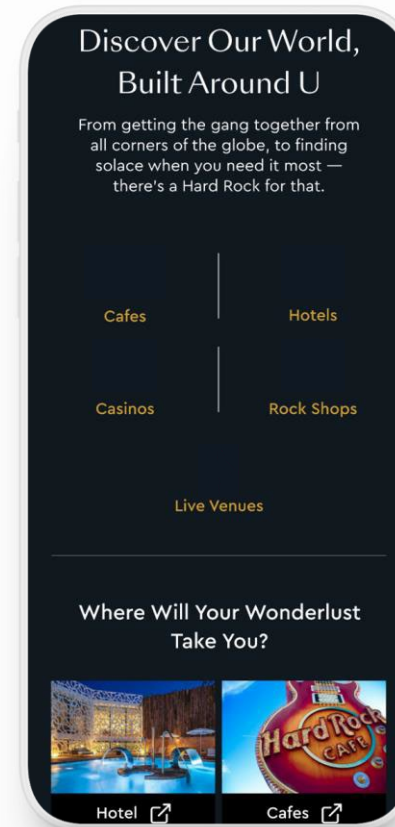 Discover Our World,
Built Around U
From getting the gang together from
all corners of the globe, to finding
solace when you need it most —
there's a Hard Rock for that.
Cafes
Hotels
Casinos
Rock Shops
Live Venues
Where Will Your Wonderlust
Take You?
Hard Rock
CAFE
Hotel
Cafes